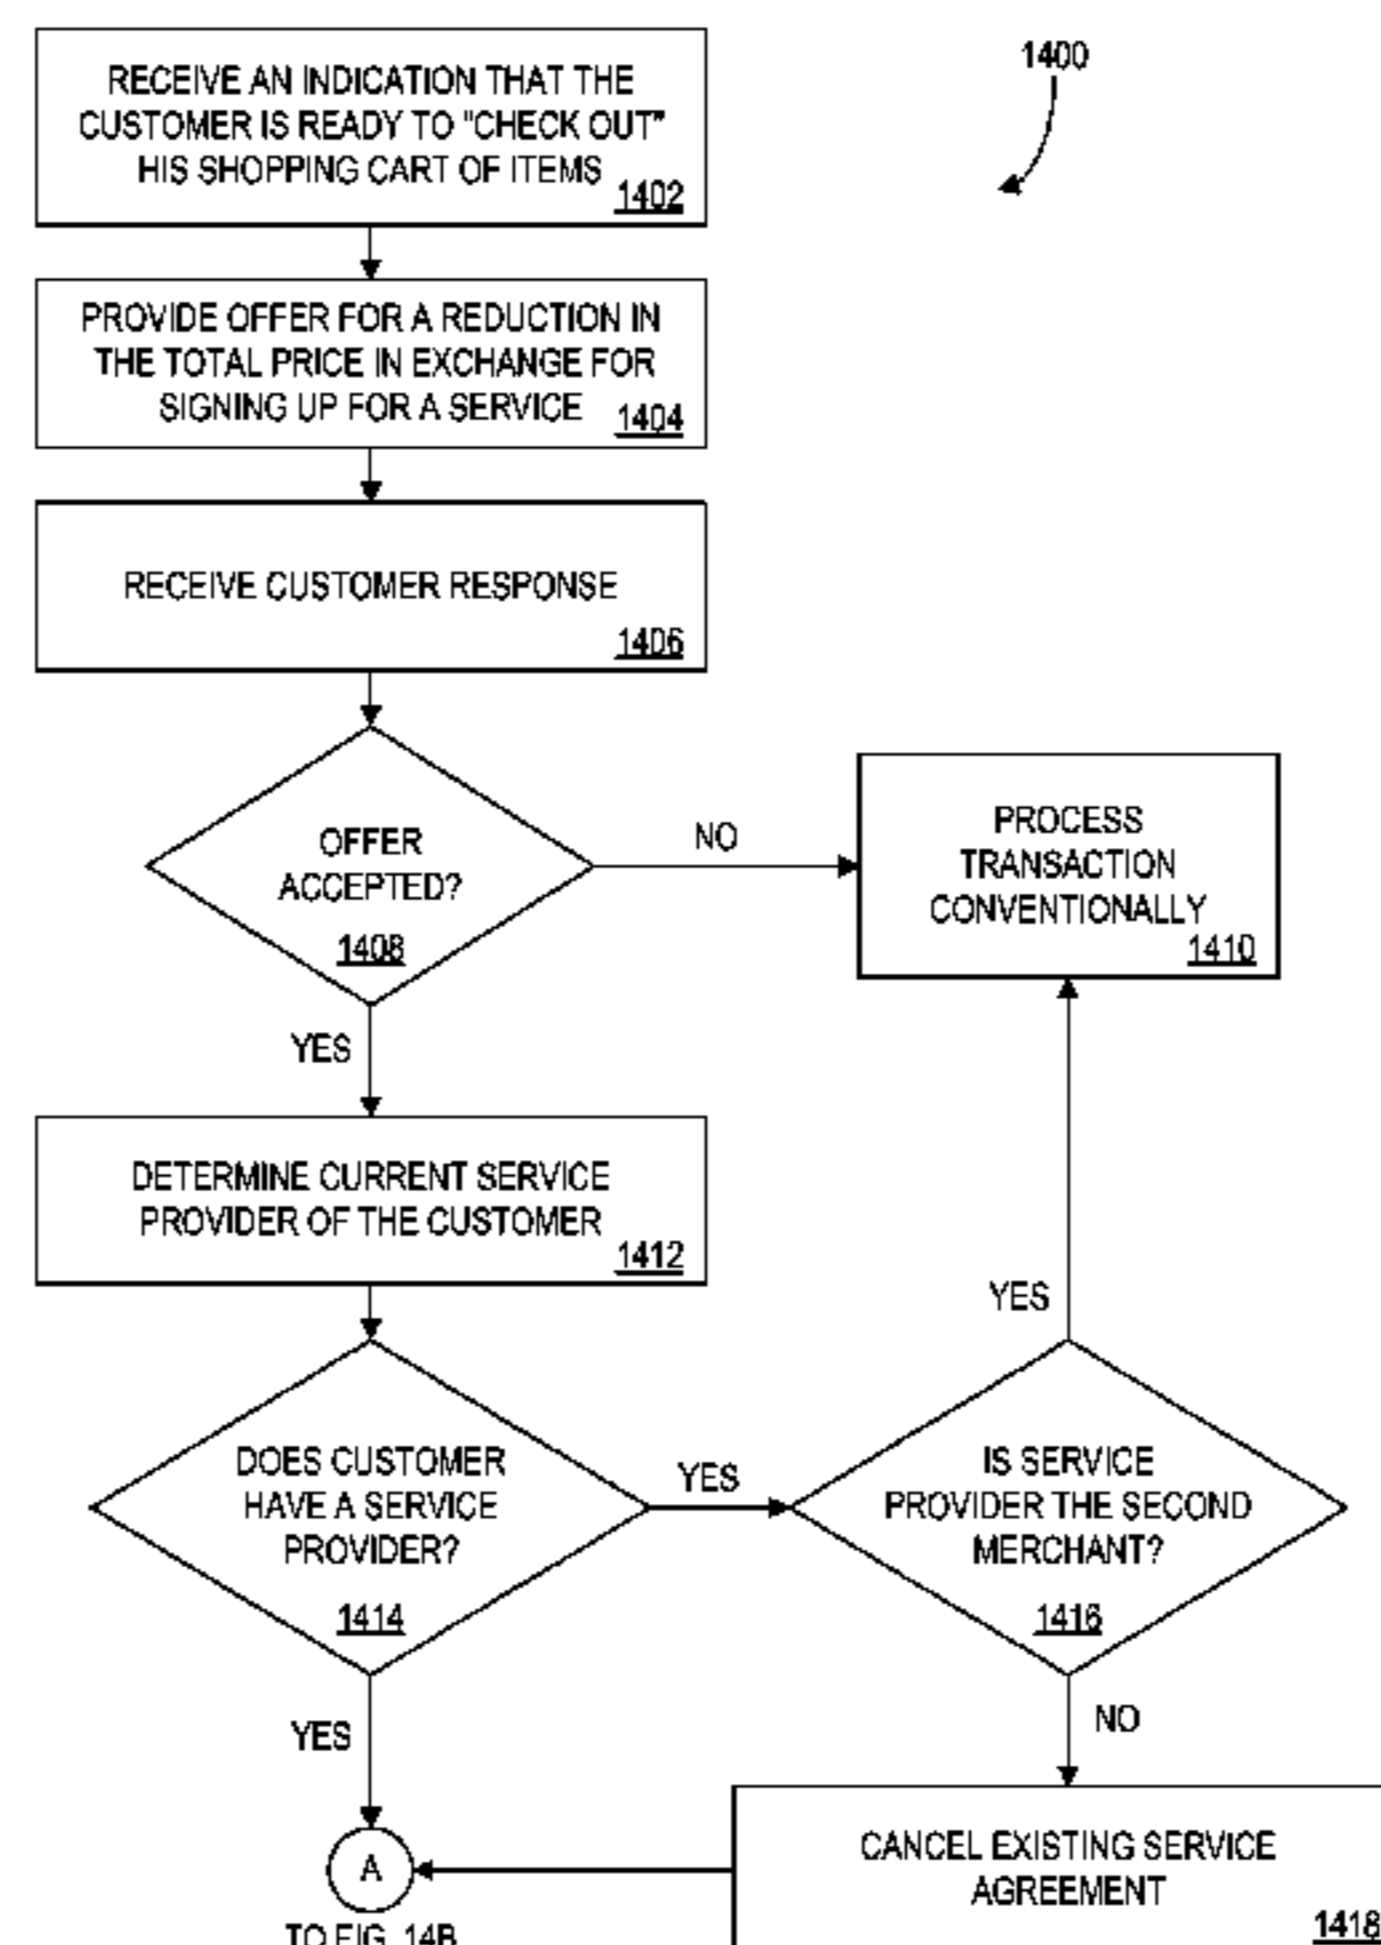 1400
RECEIVE AN INDICATION THAT THE
CUSTOMER IS READY TO "CHECK OUT"
HIS SHOPPING CART OF ITEMS
1402
PROVIDE OFFER FOR A REDUCTION IN
THE TOTAL PRICE IN EXCHANGE FOR
SIGNING UP FOR A SERVICE
1404
RECEIVE CUSTOMER RESPONSE
1406
OFFER
ACCEPTED?
1408
NO
PROCESS
TRANSACTION
CONVENTIONALLY
1410
YES
DETERMINE CURRENT SERVICE
PROVIDER OF THE CUSTOMER
1412
YES
DOES CUSTOMER
HAVE A SERVICE
PROVIDER?
1414
YES
IS SERVICE
PROVIDER THE SECOND
MERCHANT?
1416
YES
NO
A
TO FIG. 14B
CANCEL EXISTING SERVICE
AGREEMENT
1418